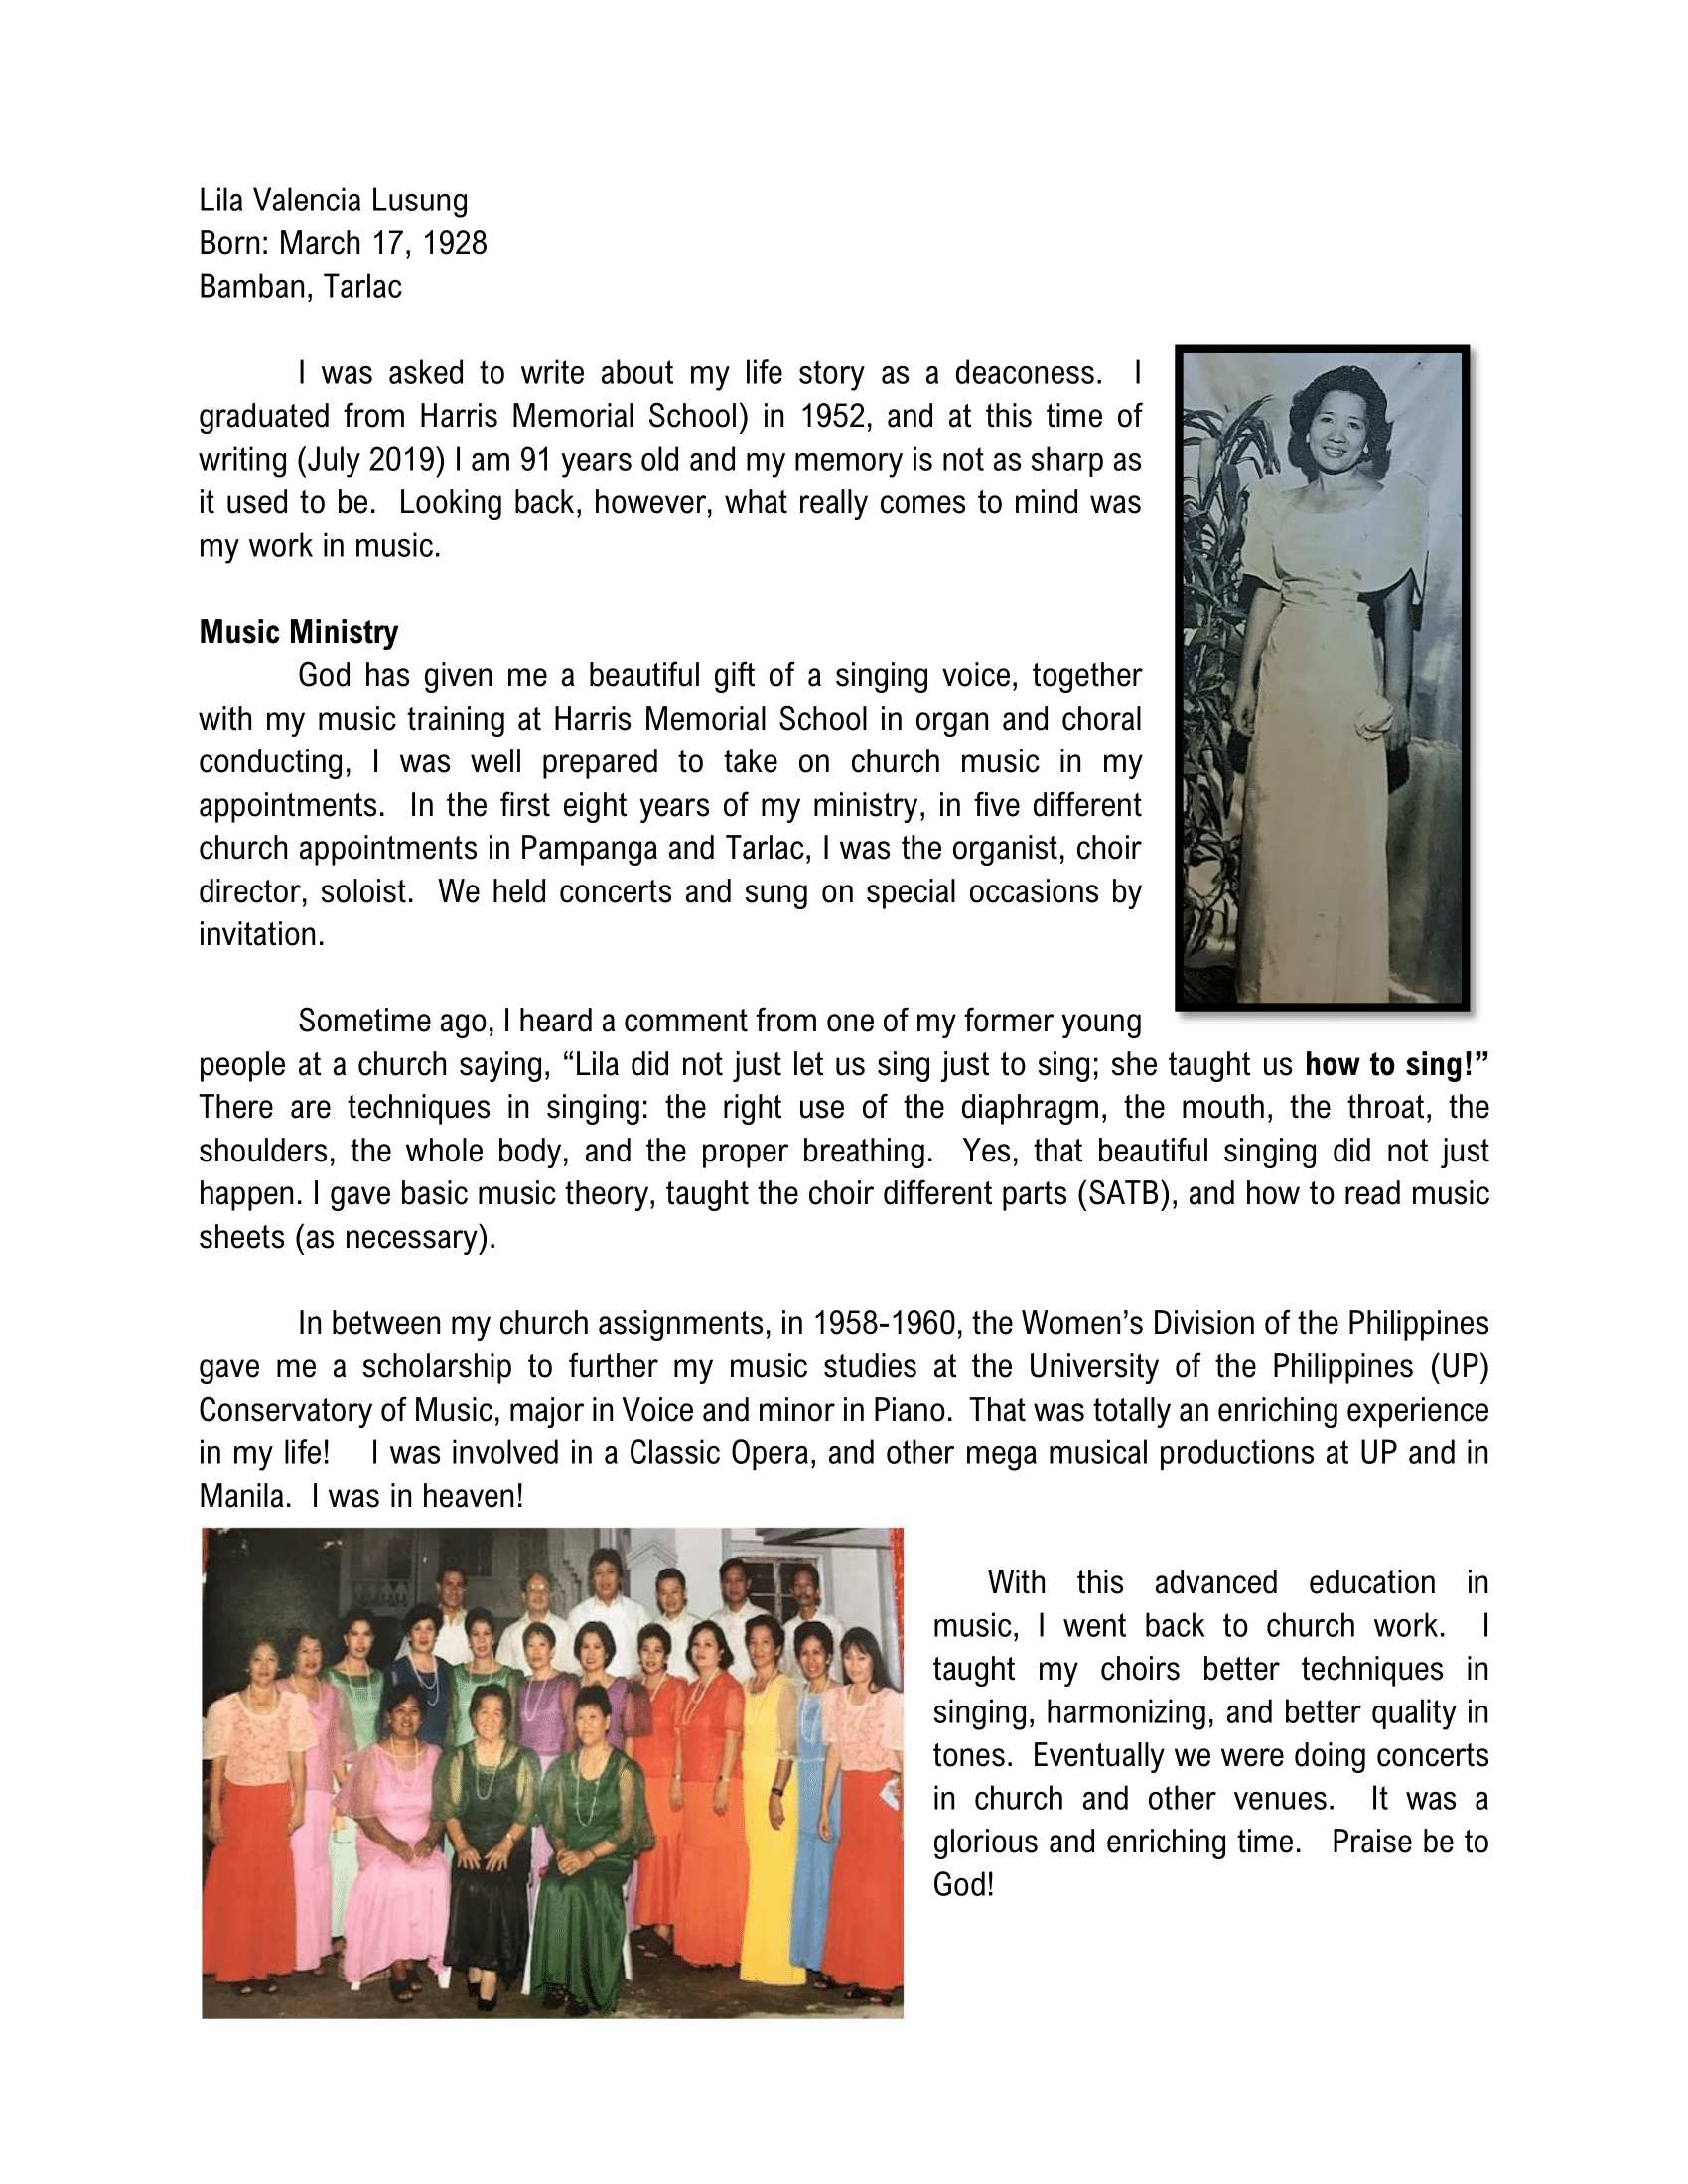 Lila Valencia Lusung
Born: March 17, 1928
Bamban, Tarlac
I was asked to write about my life story as a deaconess. I
graduated from Harris Memorial School) in 1952, and at this time of
writing (July 2019) I am 91 years old and my memory is not as sharp as
it used to be. Looking back, however, what really comes to mind was
my work in music.
Music Ministry
God has given me a beautiful gift of a singing voice, together
with my music training at Harris Memorial School in organ and choral
conducting, I was well prepared to take on church music in my
appointments. In the first eight years of my ministry, in five different
church appointments in Pampanga and Tarlac, I was the organist, choir
director, soloist. We held concerts and sung on special occasions by
invitation.
Sometime ago, I heard a comment from one of my former young
people at a church saying, “Lila did not just let us sing just to sing; she taught us how to sing!”
There are techniques in singing: the right use of the diaphragm, the mouth, the throat, the
shoulders, the whole body, and the proper breathing. Yes, that beautiful singing did not just
happen. I gave basic music theory, taught the choir different parts (SATB), and how to read music
sheets (as necessary).
In between my church assignments, in 1958-1960, the Women’s Division of the Philippines
gave me a scholarship to further my music studies at the University of the Philippines (UP)
Conservatory of Music, major in Voice and minor in Piano. That was totally an enriching experience
in my life! I was involved in a Classic Opera, and other mega musical productions at UP and in
Manila. I was in heaven!
With this advanced education in
music, I went back to church work. I
taught my choirs better techniques in
singing, harmonizing, and better quality in
tones. Eventually we were doing concerts
in church and other venues. It was a
glorious and enriching time. Praise be to
God!